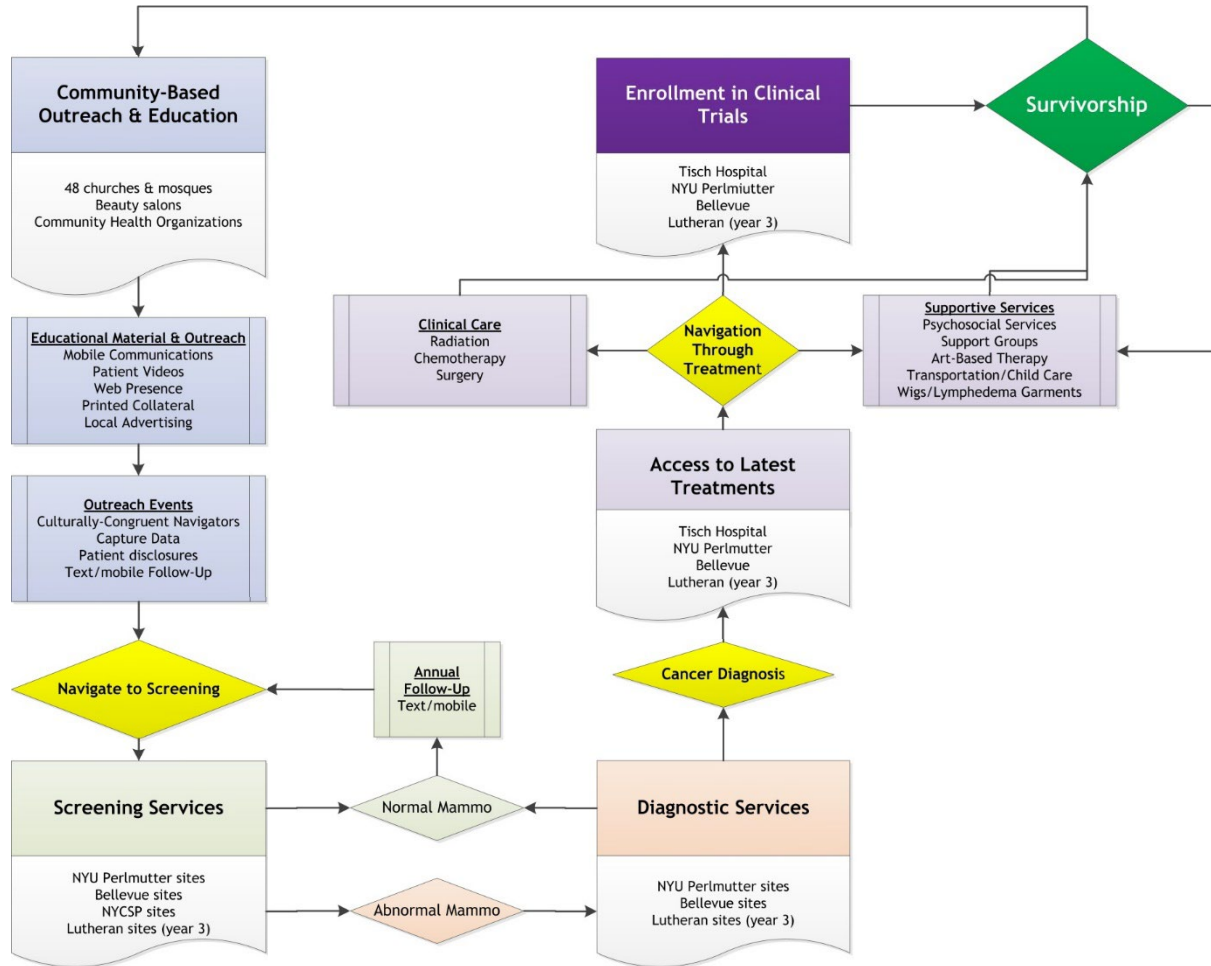 Community-Based
Outreach & Education
48 churches & mosques
Beauty salons
Community Health Organizations
Educational Material & Outreach
Mobile Communications
Patient Videos
Web Presence
Printed Collateral
Local Advertising
Outreach Events
Culturally-Congruent Navigators
Capture Data
Patient disclosures
Text/mobile Follow-Up
Navigate to Screening
Annual
Follow-Up
Text/mobile
Screening Services
NYU Perlmutter sites
Bellevue sites
NYCSP sites
Lutheran sites (year 3)
Normal Mammo
Abnormal Mammo
Diagnostic Services
NYU Perlmutter sites
Bellevue sites
Lutheran sites (year 3)
Cancer Diagnosis
Access to Latest
Treatments
Tisch Hospital
NYU Perlmutter
Bellevue
Lutheran (year 3)
Navigation
Through
Treatment
Clinical Care
Radiation
Chemotherapy
Surgery
Supportive Services
Psychosocial Services
Support Groups
Art-Based Therapy
Transportation/Child Care
Wigs/Lymphedema Garments
Enrollment in Clinical
Trials
Tisch Hospital
NYU Perlmiutter
Bellevue
Lutheran (year 3)
Survivorship